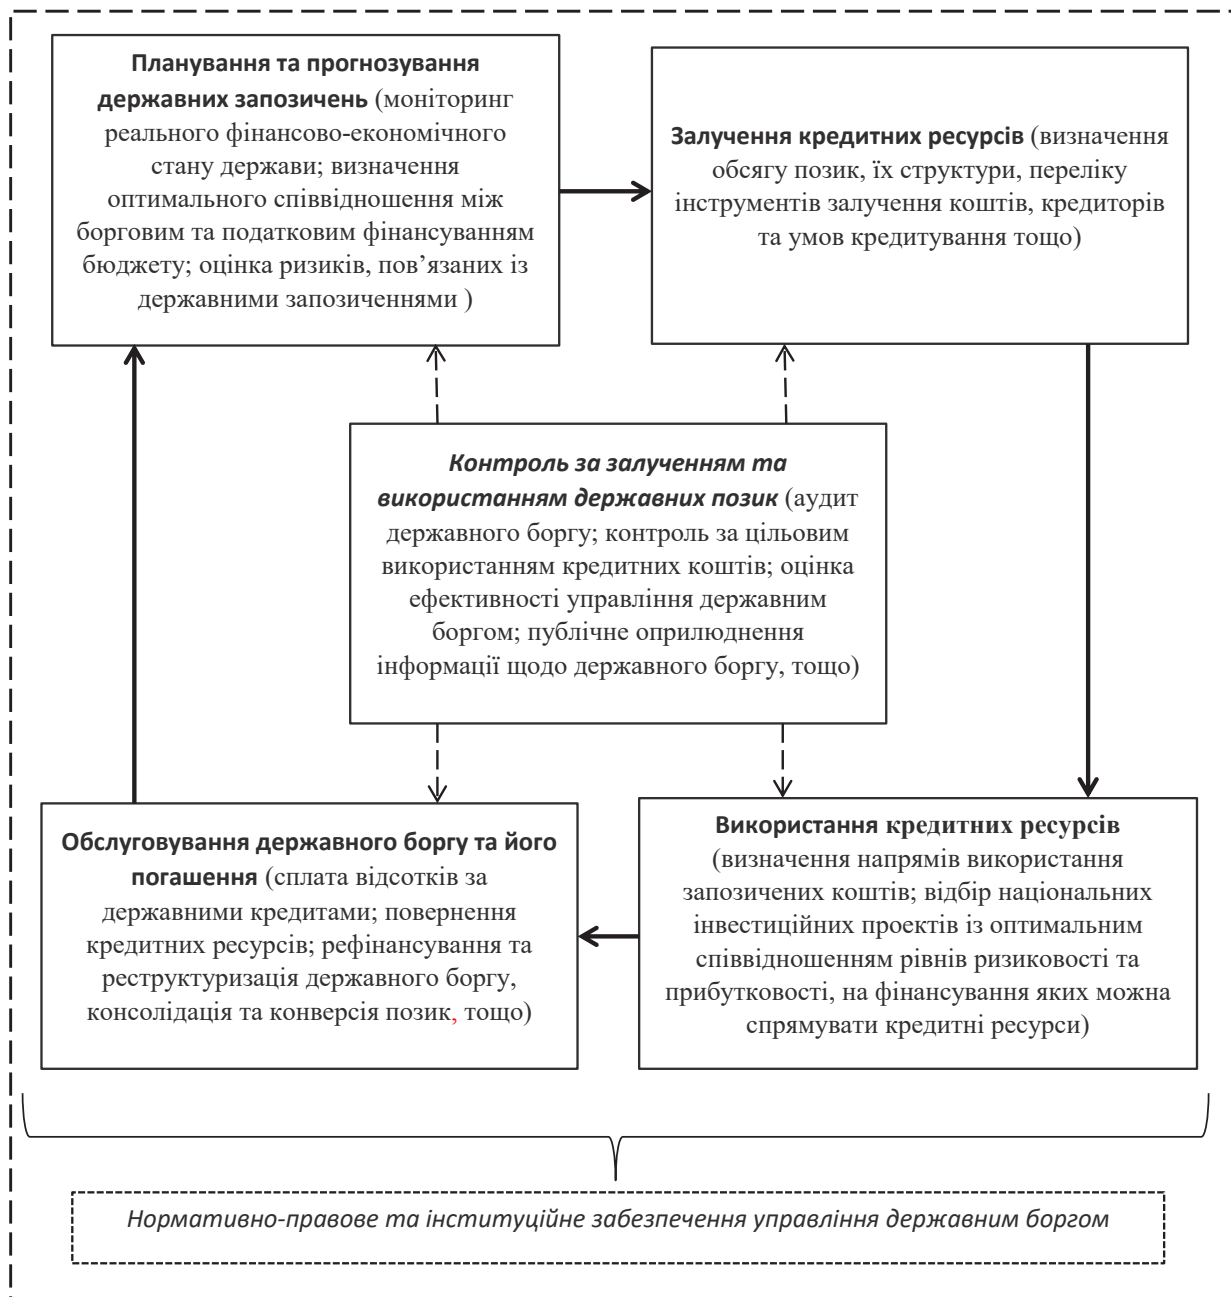 Планування та прогнозування
державних запозичень (моніторинг
реального фінансово-економічного
стану держави; визначення
оптимального співвідношення між
борговим та податковим фінансуванням
бюджету; оцінка ризиків, пов’язаних із
державними запозиченнями )
Залучення кредитних ресурсів (визначення
обсягу позик, їх структури, переліку
інструментів залучення коштів, кредиторів
та умов кредитування тощо)
Контроль за залученням та
використанням державних позик (аудит
державного боргу; контроль за цільовим
використанням кредитних коштів; оцінка
ефективності управління державним
боргом; публічне оприлюднення
інформації щодо державного боргу, тощо)
Обслуговування державного боргу та його
погашення (сплата відсотків за
державними кредитами; повернення
кредитних ресурсів; рефінансування та
реструктуризація державного боргу,
консолідація та конверсія позик, тощо)
Використання кредитних ресурсів
(визначення напрямів використання
запозичених коштів; відбір національних
інвестиційних проектів із оптимальним
співвідношенням рівнів ризиковості та
прибутковості, на фінансування яких можна
спрямувати кредитні ресурси)
Нормативно-правове та інституційне забезпечення управління державним боргом